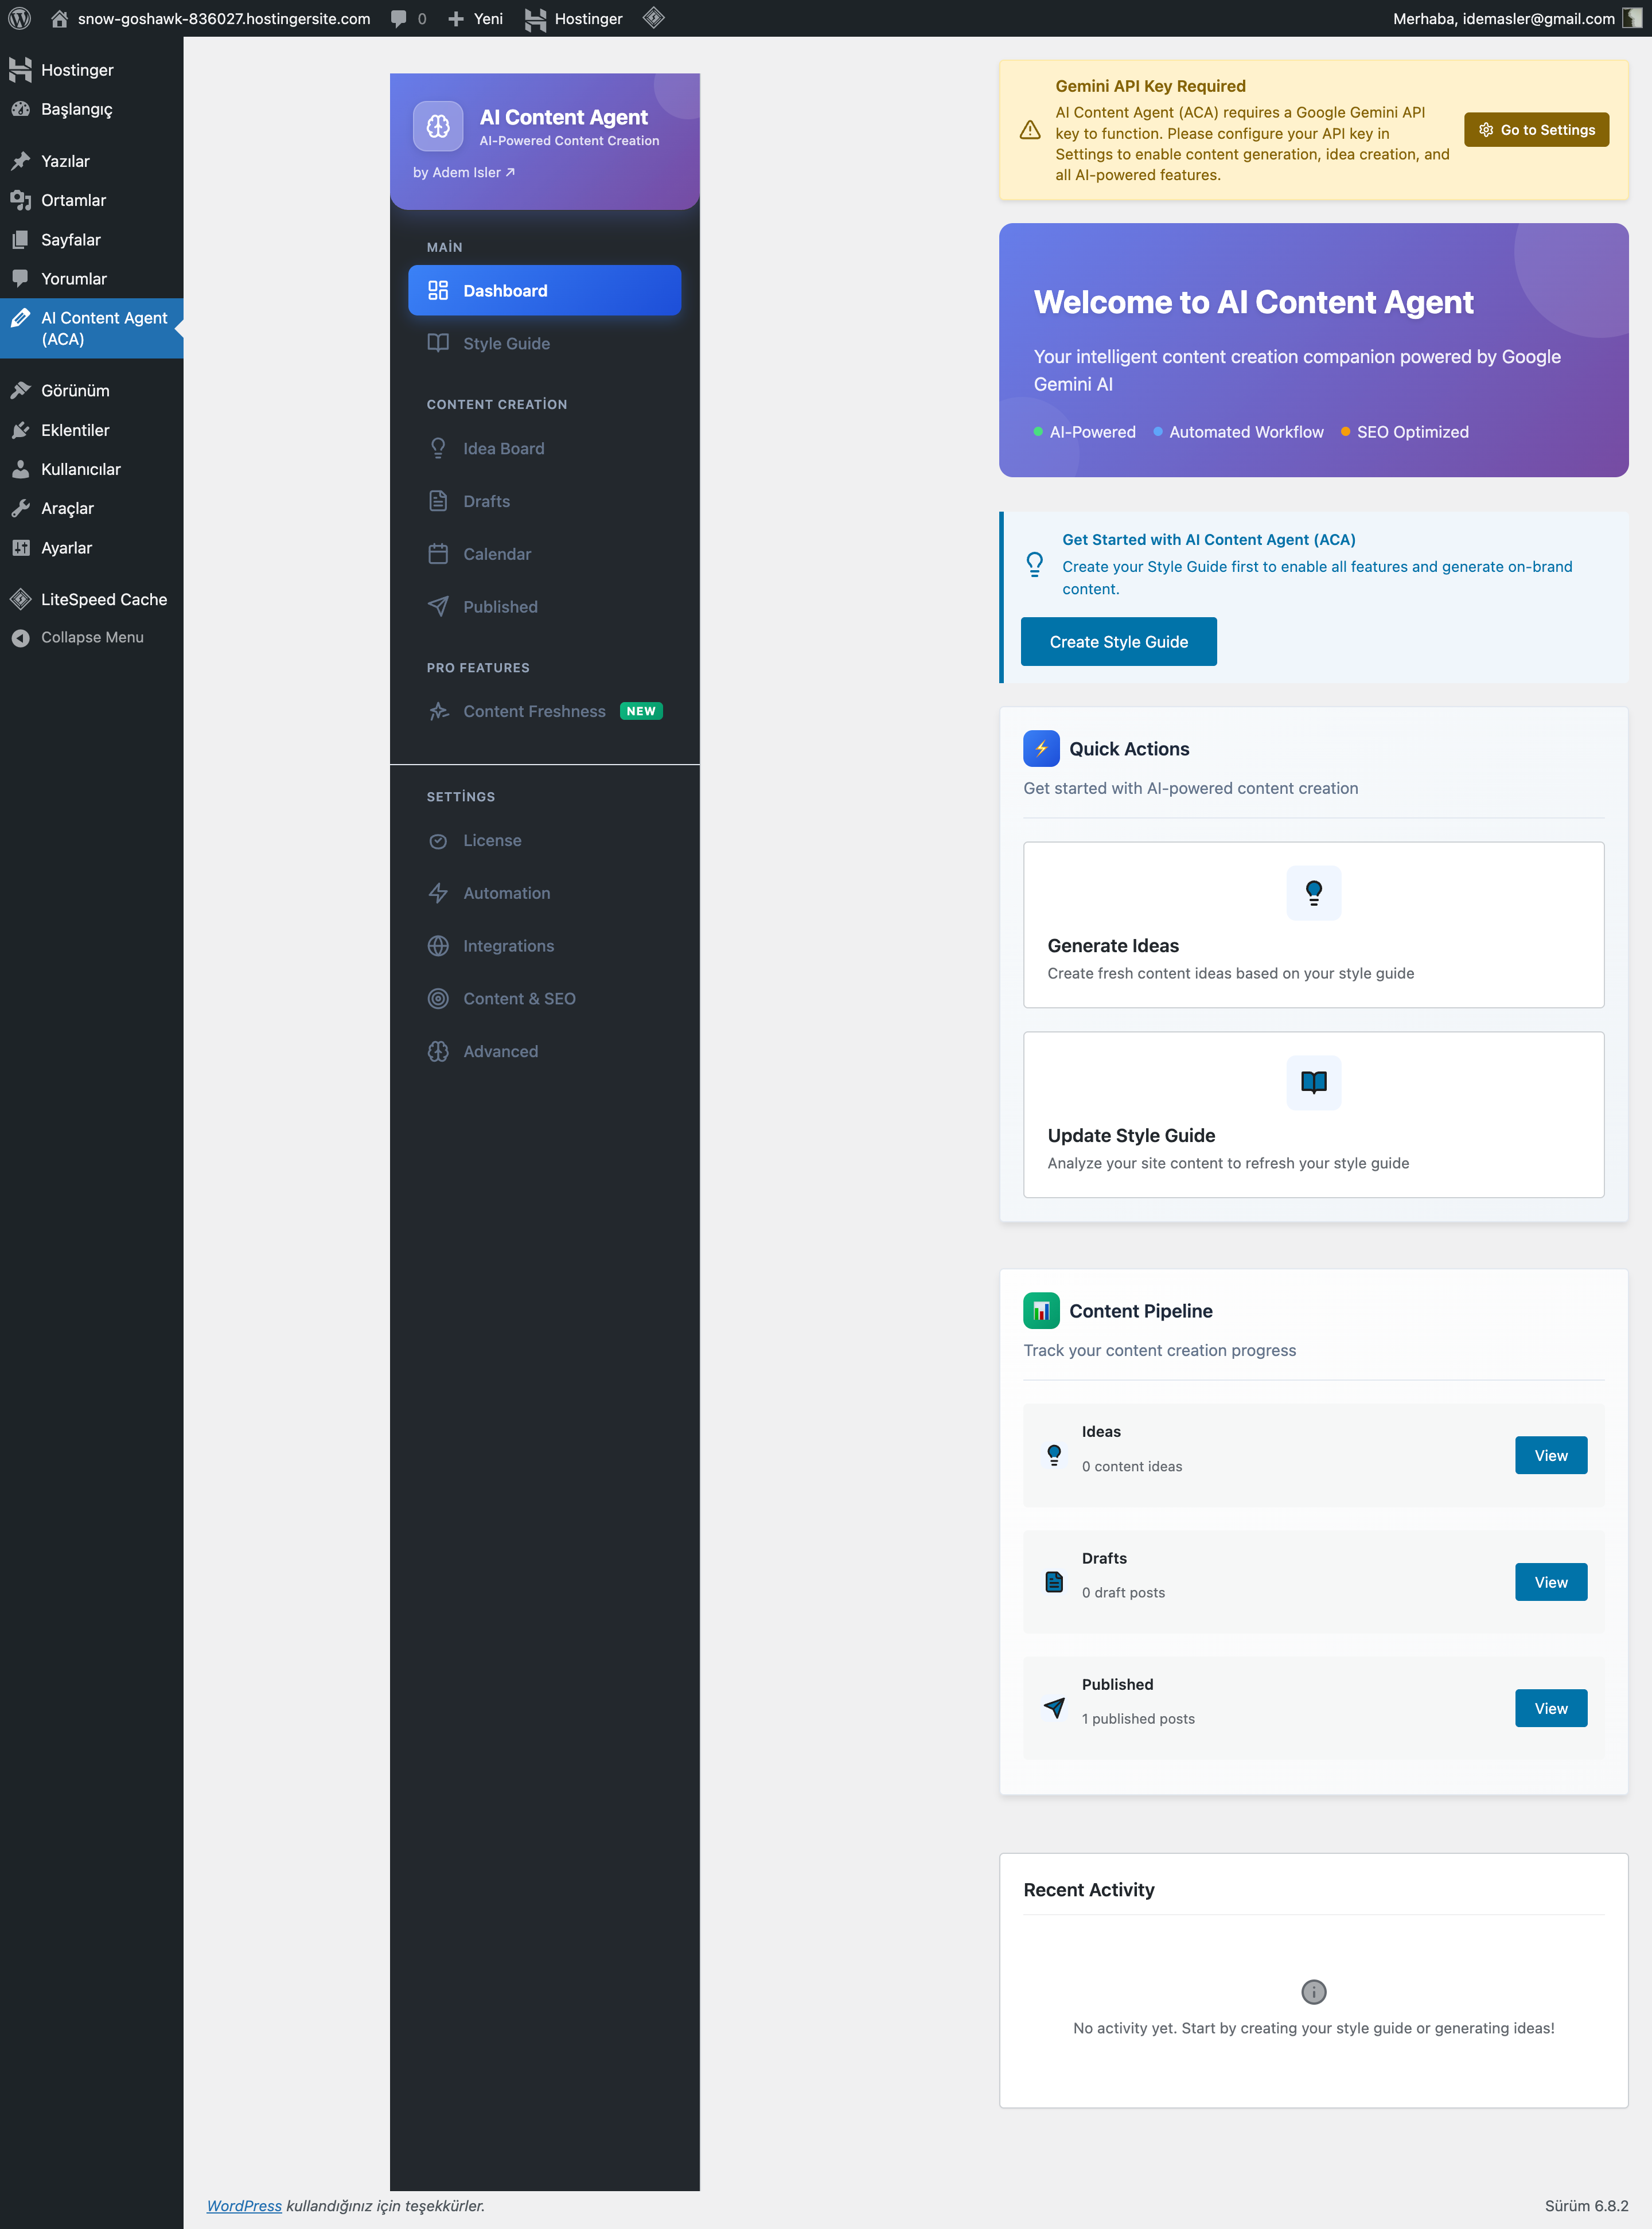 snow-goshawk-836027.hostingersite.com
0
Yeni
Hostinger
Merhaba, idemasler@gmail.com
Hostinger
Başlangıç
Yazılar
Ortamlar
Sayfalar
Yorumlar
AI Content Agent
(ACA)
Görünüm
Eklentiler
Kullanıcılar
Araçlar
Ayarlar
LiteSpeed Cache
Collapse Menu
AI Content Agent
AI-Powered Content Creation
by Adem Isler ↗
MAİN
Dashboard
Style Guide
CONTENT CREATİON
Idea Board
Drafts
Calendar
Published
PRO FEATURES
Content Freshness NEW
SETTİNGS
License
Automation
Integrations
Content & SEO
Advanced
Gemini API Key Required
AI Content Agent (ACA) requires a Google Gemini API
key to function. Please configure your API key in
Settings to enable content generation, idea creation, and
all AI-powered features.
Go to Settings
Welcome to AI Content Agent
Your intelligent content creation companion powered by Google
Gemini AI
AI-Powered
Automated Workflow
SEO Optimized
Get Started with AI Content Agent (ACA)
Create your Style Guide first to enable all features and generate on-brand
content.
Create Style Guide
Quick Actions
Get started with AI-powered content creation
Generate Ideas
Create fresh content ideas based on your style guide
Update Style Guide
Analyze your site content to refresh your style guide
Content Pipeline
Track your content creation progress
Ideas
0 content ideas
View
Drafts
0 draft posts
View
Published
1 published posts
View
Recent Activity
No activity yet. Start by creating your style guide or generating ideas!
WordPress kullandığınız için teşekkürler.
Sürüm 6.8.2